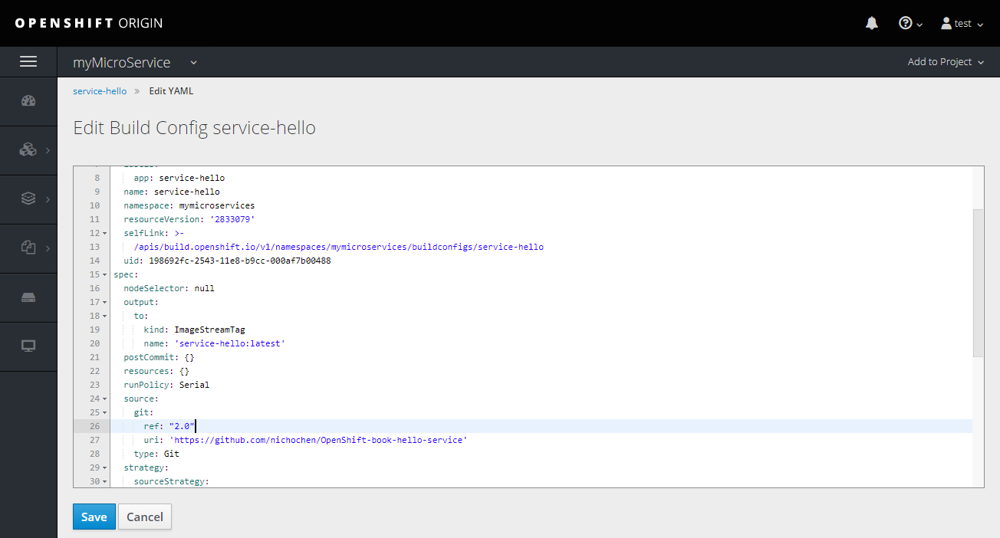 OPENSHIFT ORIGIN
test
myMicroService
Add to Project
service-hello » Edit YAML
Edit Build Config service-hello
8 app: service-hello
9 name: service-hello
10 namespace: mymicroservices
11 resourceVersion: '2833079'
12 selfLink: >-
13 /apis/build.openshift.io/v1/namespaces/mymicroservices/buildconfigs/service-hello
14 uid: 198692fc-2543-11e8-b9cc-000af7b00488
15 spec:
16 nodeSelector: null
17 output:
18 to:
19 kind: ImageStreamTag
20 name: 'service-hello:latest'
21 postCommit: {}
22 resources: {}
23 runPolicy: Serial
24 source:
25 git:
26 ref: "2.0"
27 uri: 'https://github.com/nichochen/OpenShift-book-hello-service'
28 type: Git
29 strategy:
30 sourceStrategy:
Save Cancel